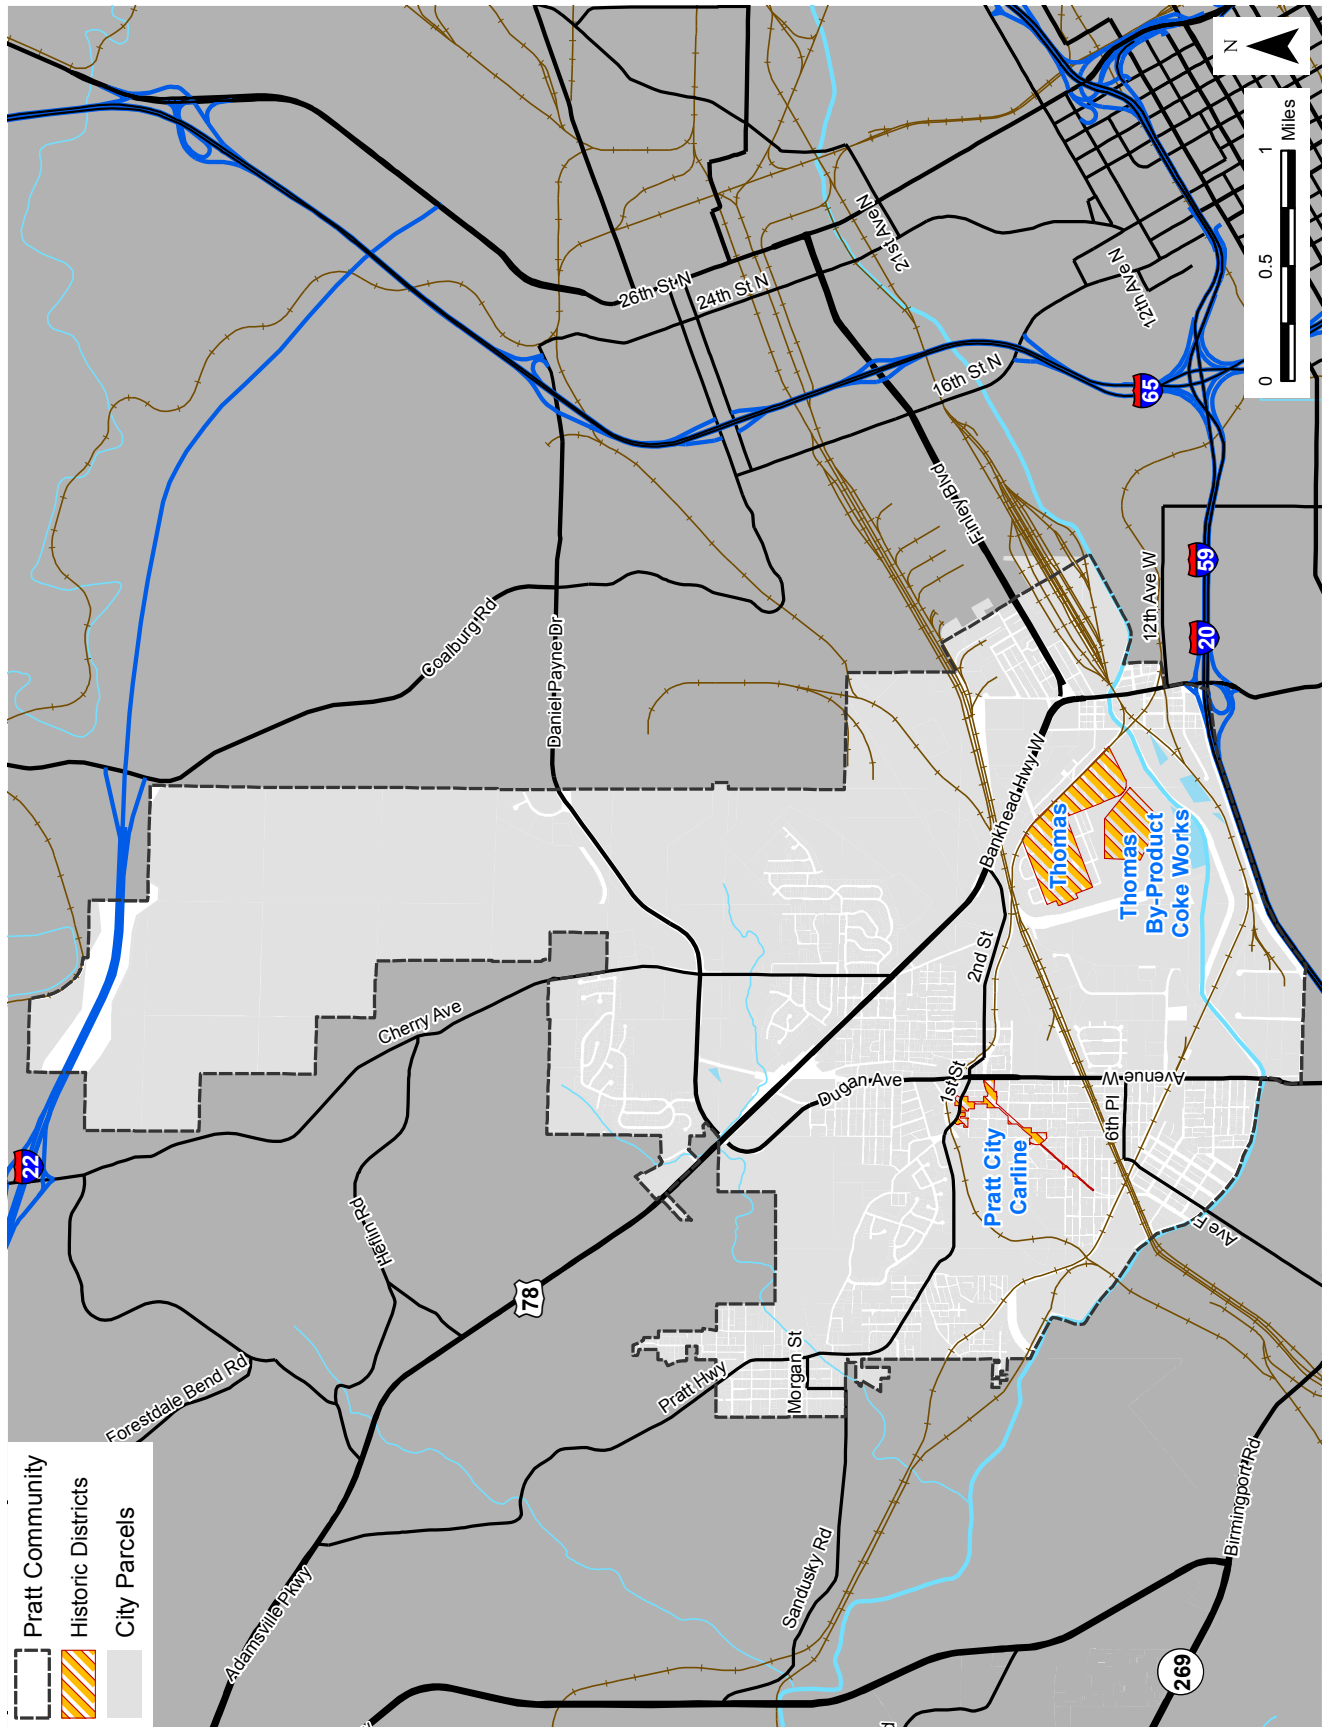 Pratt Community
Historic Districts
City Parcels
N
0
0.5
1
Miles
26th St N
24th St N
21st Ave N
12th Ave N
16th St N
65
Finley Blvd
59
20
12th Ave W
Coalburg Rd
Daniel Payne Dr
Bankhead Hwy W
Thomas
Thomas
By-Product
Coke Works
2nd St
Cherry Ave
Dugan Ave
1st St
Avenue W
6th Pl
Pratt City
Carline
Ave F
22
Heflin Rd
78
Forestdale Bend Rd
Pratt Hwy
Morgan St
Adamsville Pkwy
Sandusky Rd
Birmingport Rd
269